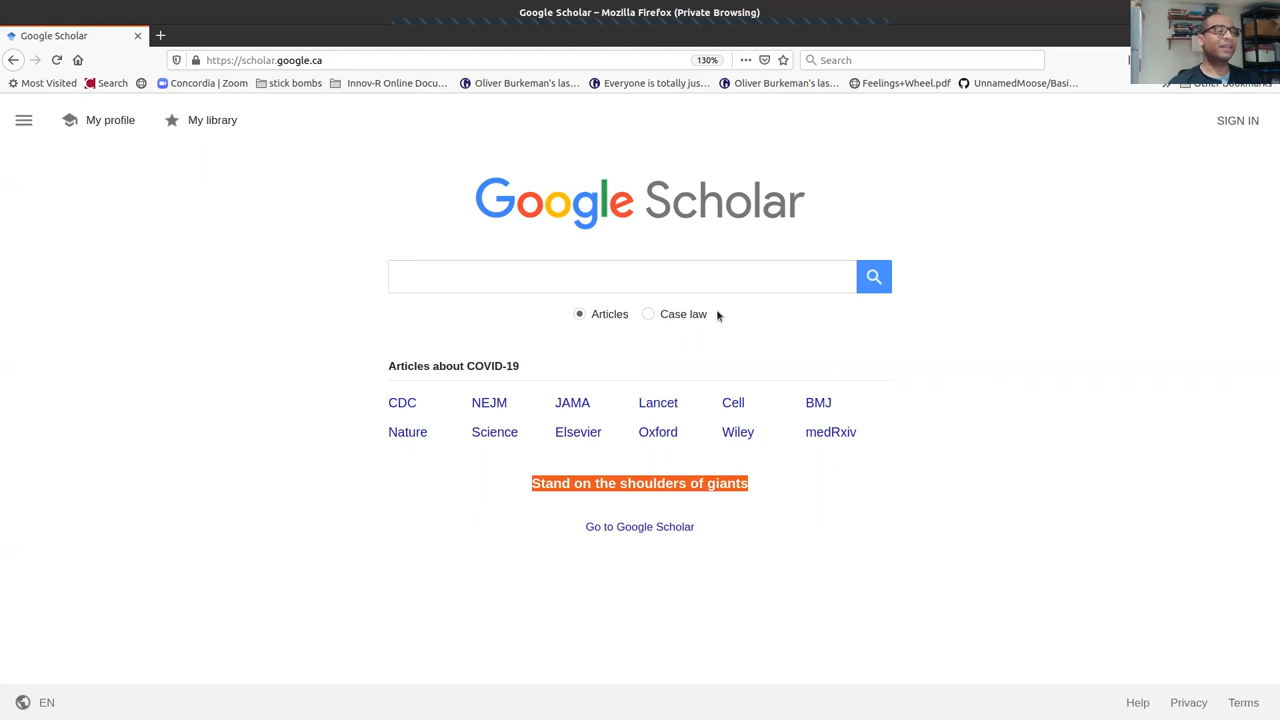 Google Scholar – Mozilla Firefox (Private Browsing)
Google Scholar
https://scholar.google.ca 130% Search
Most Visited Search Concordia | Zoom stick bombs Innov-R Online Docu… Oliver Burkeman's las… Everyone is totally jus… Oliver Burkeman's las… Feelings+Wheel.pdf UnnamedMoose/Basi… Other Bookmarks
My profile My library SIGN IN
Google Scholar
Articles Case law
Articles about COVID-19
CDC NEJM JAMA Lancet Cell BMJ
Nature Science Elsevier Oxford Wiley medRxiv
Stand on the shoulders of giants
Go to Google Scholar
EN Help Privacy Terms